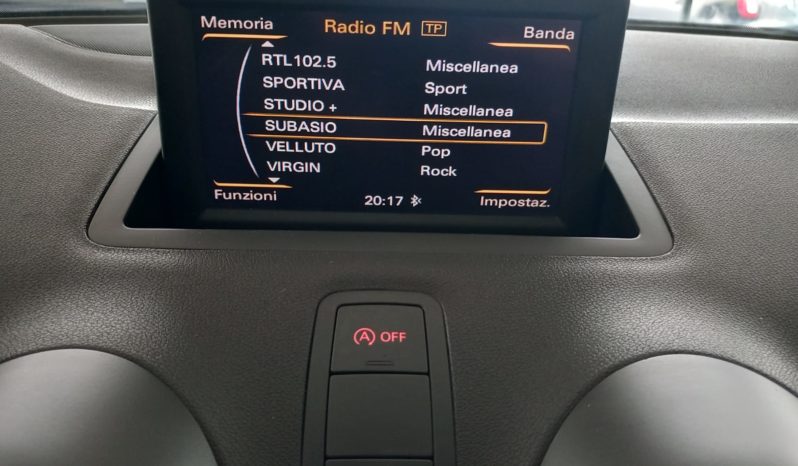 Memoria Radio FM TP Banda
RTL102.5 Miscellanea
SPORTIVA Sport
STUDIO + Miscellanea
SUBASIO Miscellanea
VELLUTO Pop
VIRGIN Rock
Funzioni 20:17 Impostaz.
A OFF